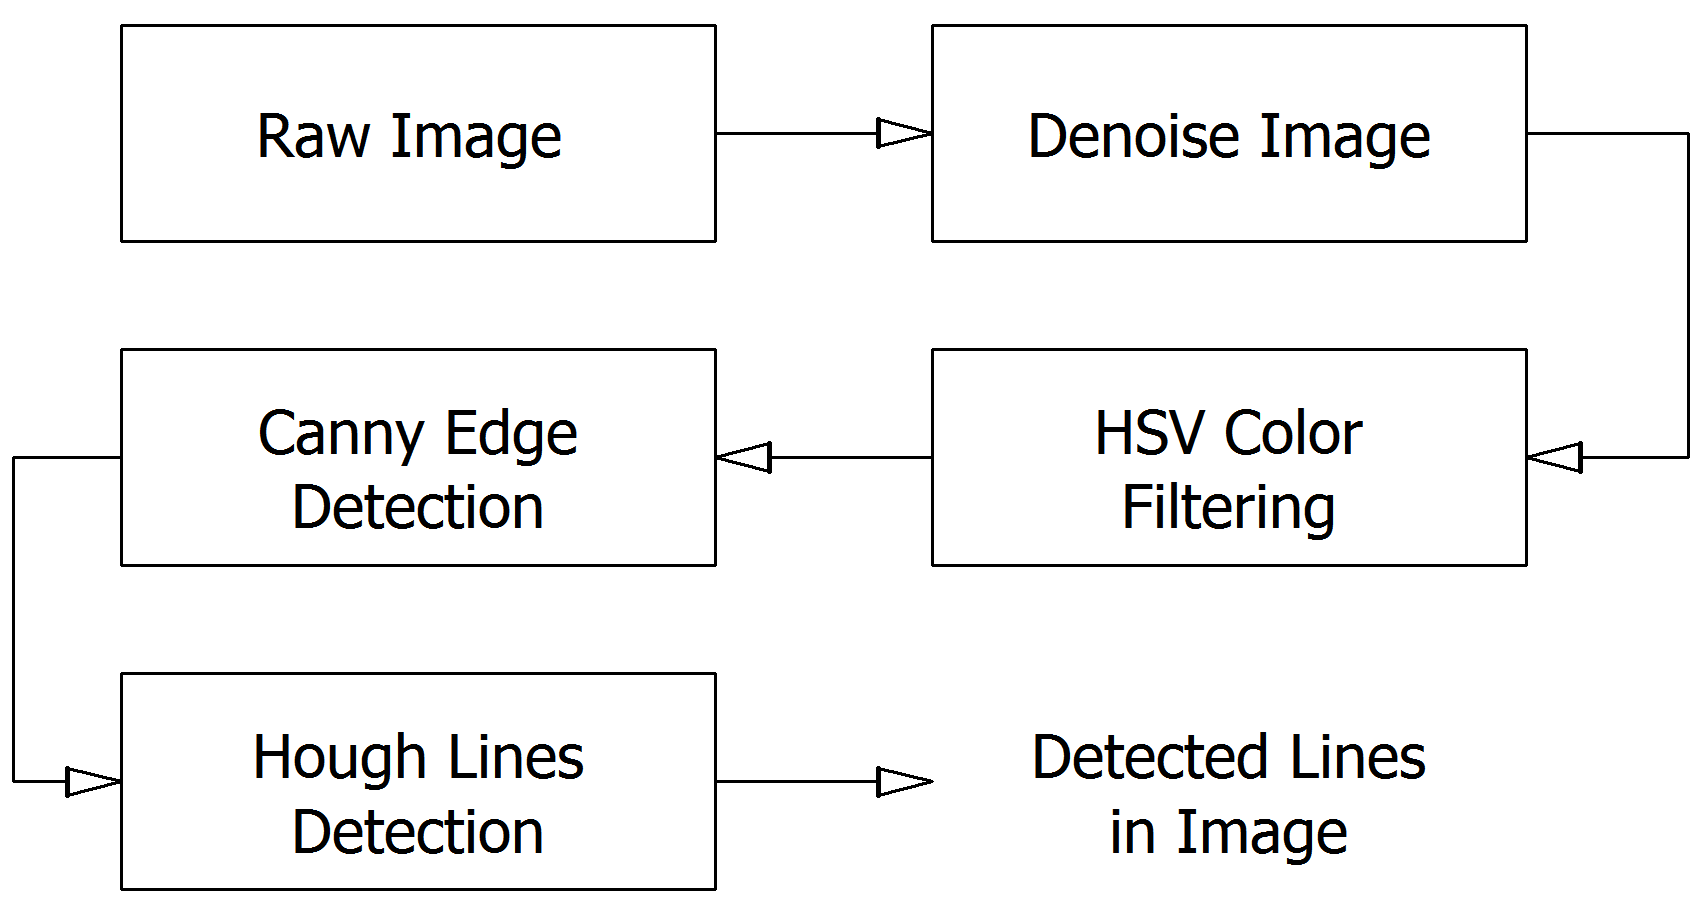 Raw Image
Denoise Image
HSV Color
Filtering
Canny Edge
Detection
Hough Lines
Detection
Detected Lines
in Image